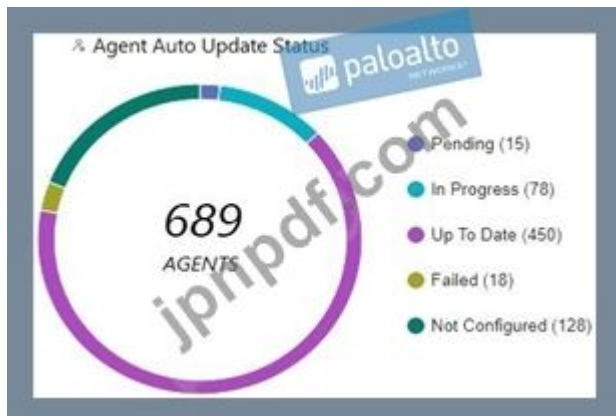 Agent Auto Update Status
paloalto
NETWORKS
689
AGENTS
Pending (15)
In Progress (78)
Up To Date (450)
Failed (18)
Not Configured (128)
jpnpdf.com